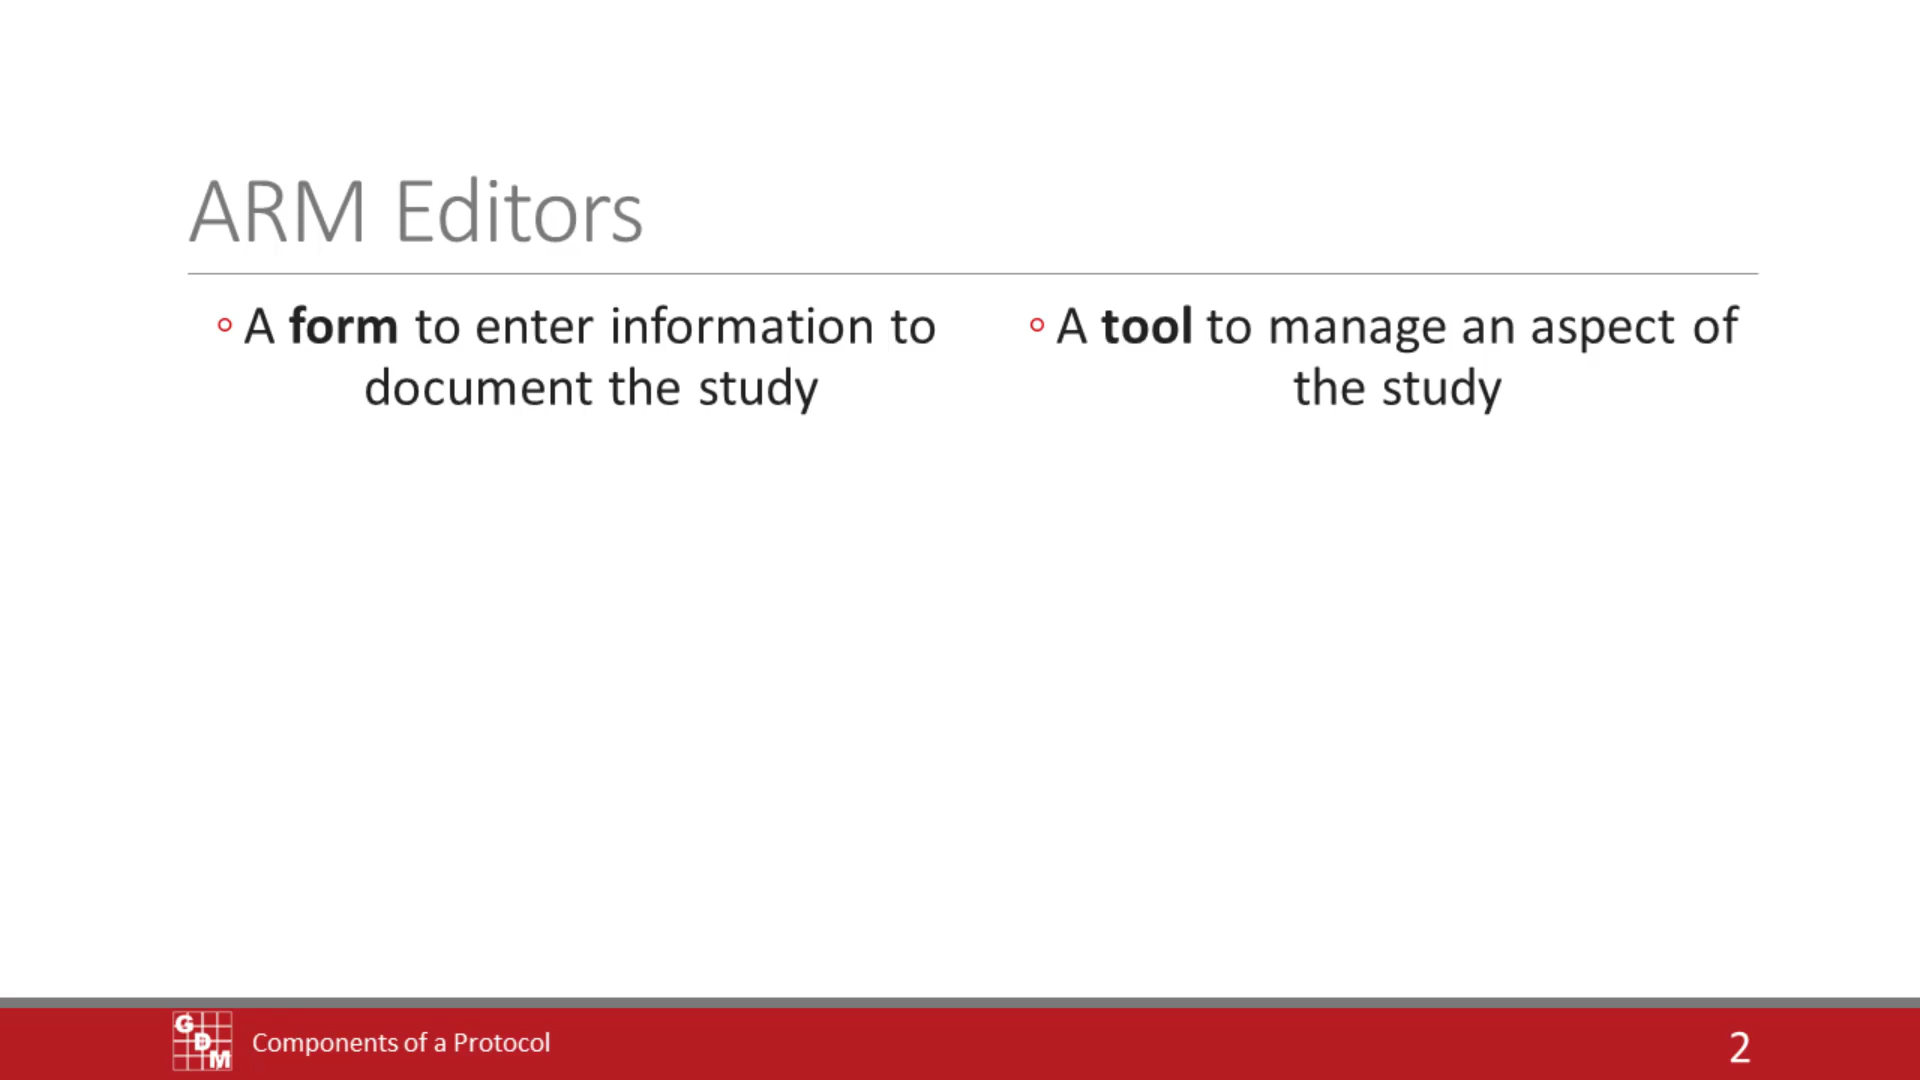 ARM Editors
◦ A form to enter information to
document the study
◦ A tool to manage an aspect of
the study
GDM
Components of a Protocol
2